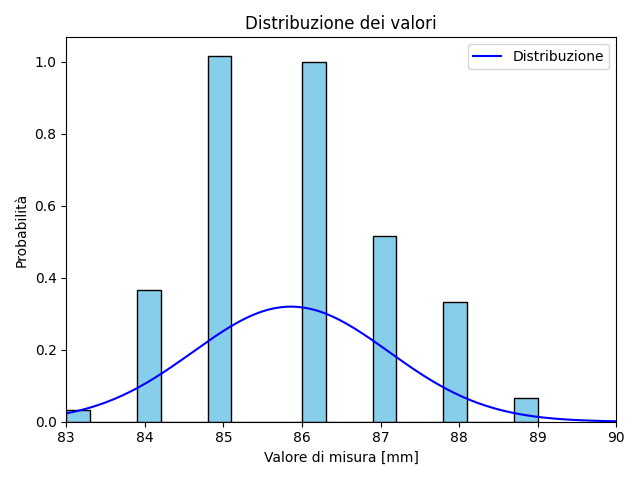 Distribuzione dei valori
Distribuzione
Probabilità
1.0
0.8
0.6
0.4
0.2
0.0
83 84 85 86 87 88 89 90
Valore di misura [mm]